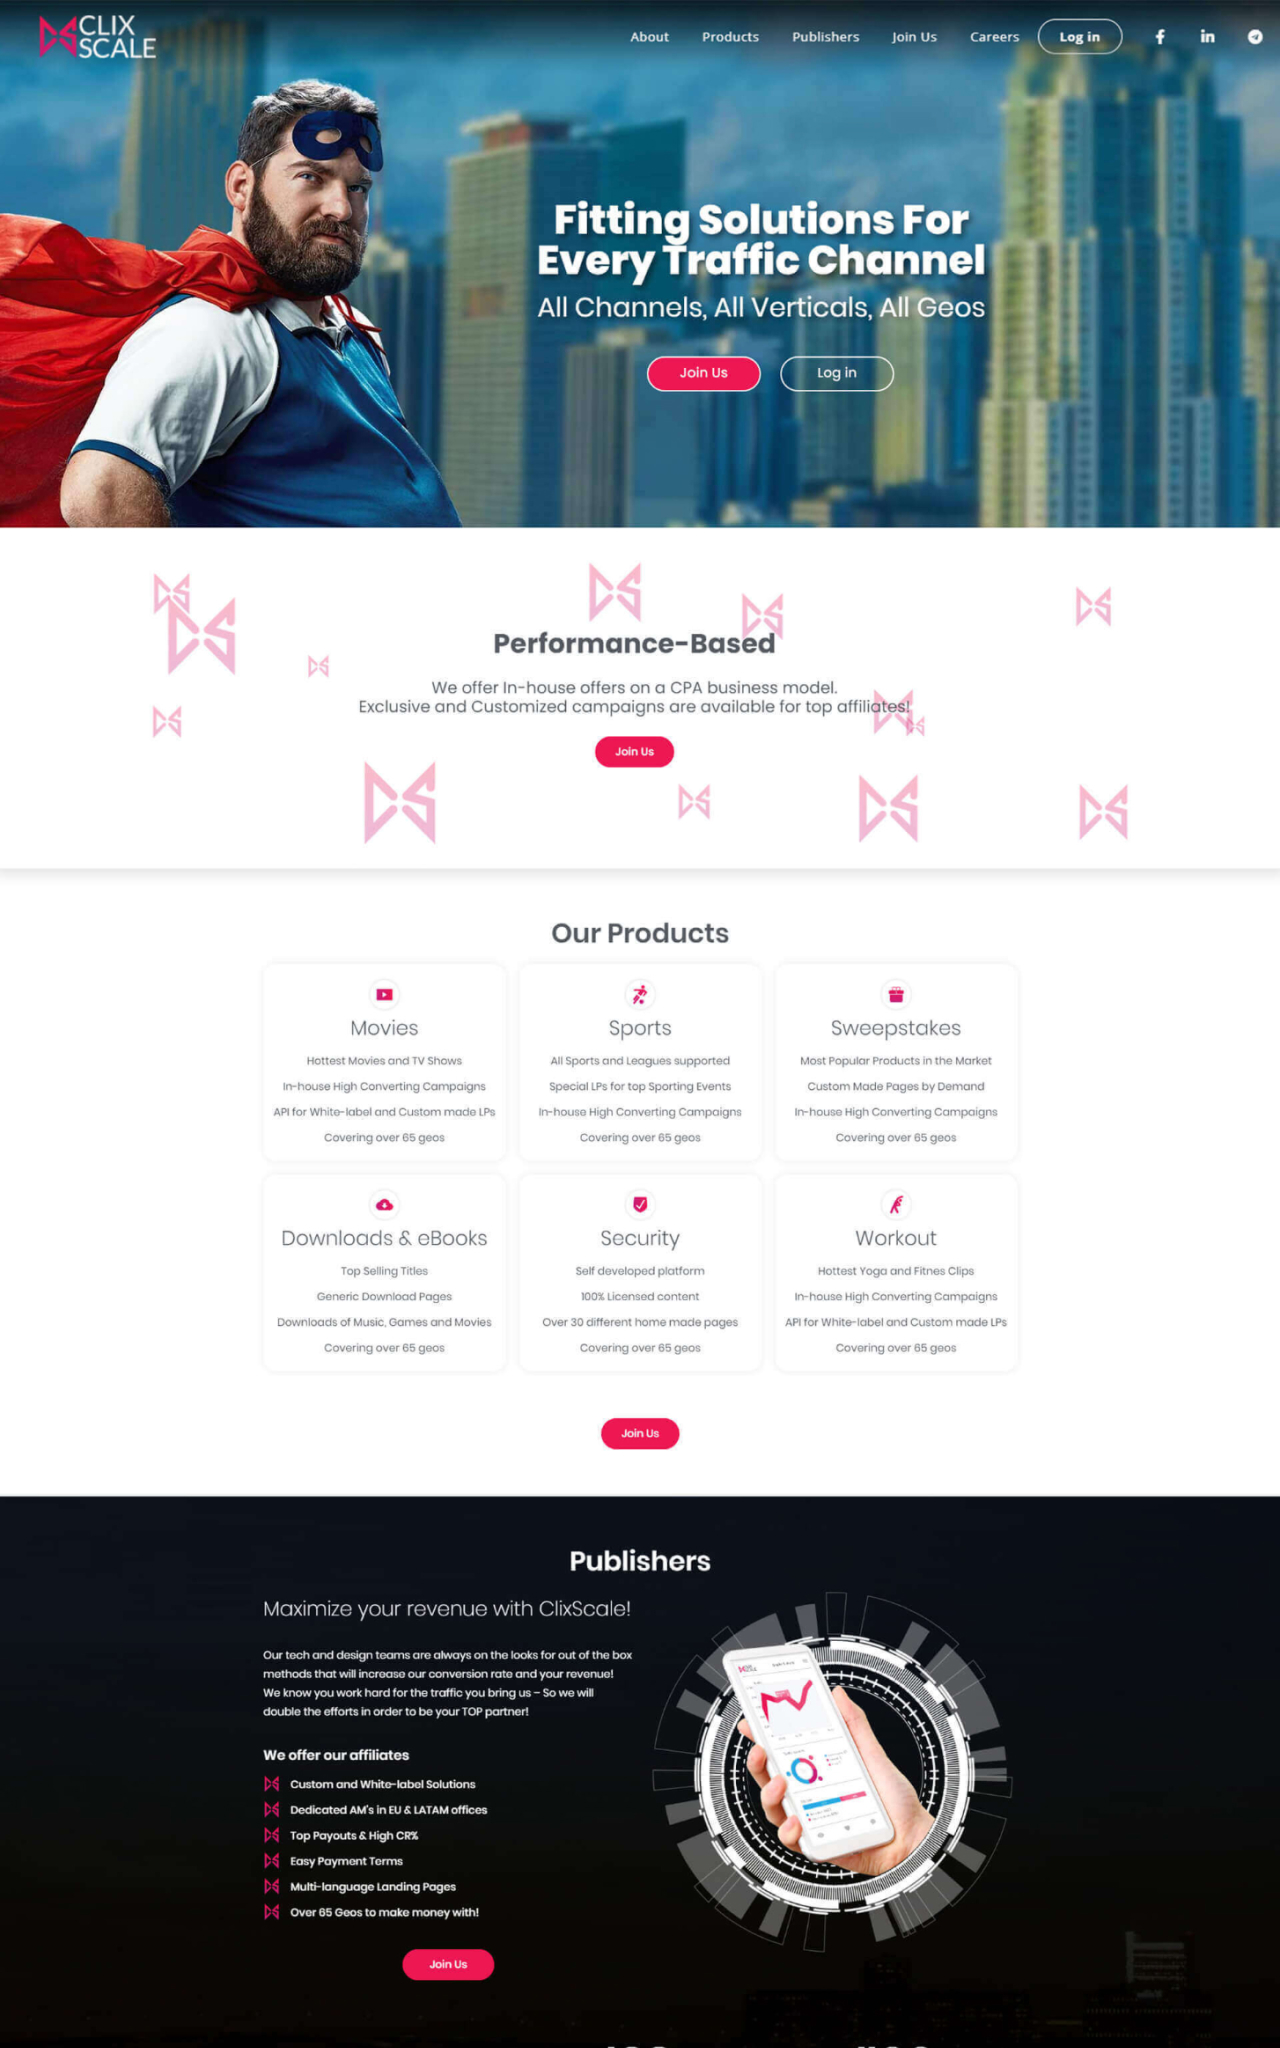 CLIX
SCALE
About
Products
Publishers
Join Us
Careers
Log in
Fitting Solutions For
Every Traffic Channel
All Channels, All Verticals, All Geos
Join Us
Log in
Performance-Based
We offer In-house offers on a CPA business model.
Exclusive and Customized campaigns are available for top affiliates!
Join Us
Our Products
Movies
Hottest Movies and TV Shows
In-house High Converting Campaigns
API for White-label and Custom made LPs
Covering over 65 geos
Sports
All Sports and Leagues supported
Special LPs for top Sporting Events
In-house High Converting Campaigns
Covering over 65 geos
Sweepstakes
Most Popular Products in the Market
Custom Made Pages by Demand
In-house High Converting Campaigns
Covering over 65 geos
Downloads & eBooks
Top Selling Titles
Generic Download Pages
Downloads of Music, Games and Movies
Covering over 65 geos
Security
Self developed platform
100% Licensed content
Over 30 different home made pages
Covering over 65 geos
Workout
Hottest Yoga and Fitnes Clips
In-house High Converting Campaigns
API for White-label and Custom made LPs
Covering over 65 geos
Join Us
Publishers
Maximize your revenue with ClixScale!
Our tech and design teams are always on the looks for out of the box
methods that will increase our conversion rate and your revenue!
We know you work hard for the traffic you bring us – So we will
double the efforts in order to be your TOP partner!
We offer our affiliates
Custom and White-label Solutions
Dedicated AM's in EU & LATAM offices
Top Payouts & High CR%
Easy Payment Terms
Multi-language Landing Pages
Over 65 Geos to make money with!
Join Us